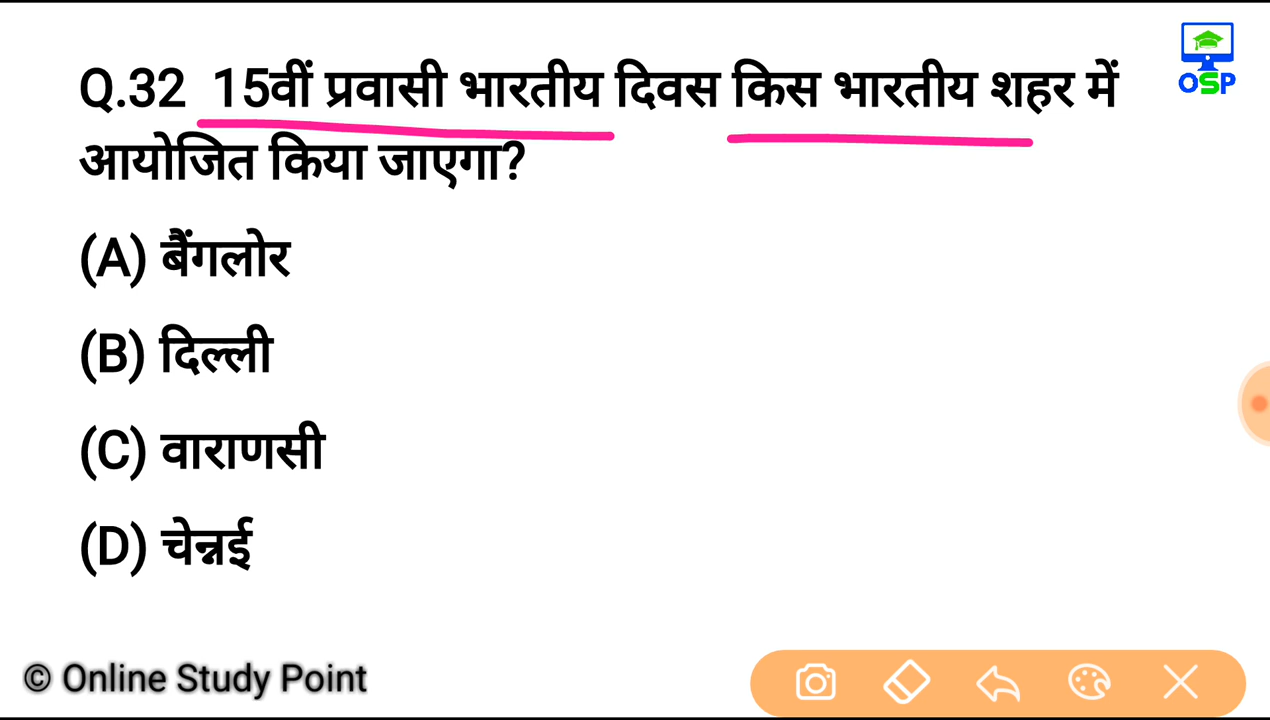 OSP
Q.32 15वीं प्रवासी भारतीय दिवस किस भारतीय शहर में
आयोजित किया जाएगा?
(A) बैंगलोर
(B) दिल्ली
(C) वाराणसी
(D) चेन्नई
© Online Study Point